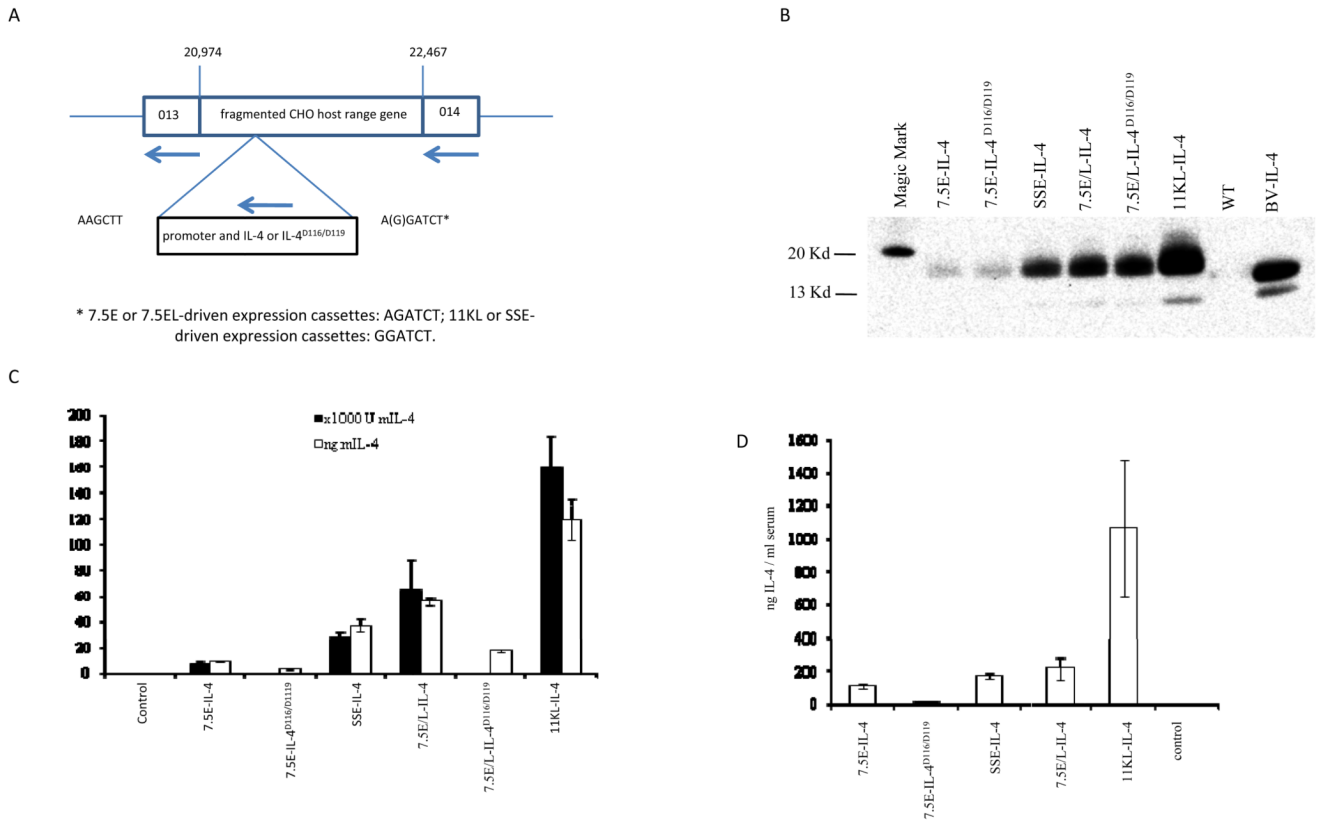 A
20,974
22,467
013
fragmented CHO host range gene
014
AAGCTT
A(G)GATCT*
promoter and IL-4 or IL-4D116/D119
* 7.5E or 7.5EL-driven expression cassettes: AGATCT; 11KL or SSE-
driven expression cassettes: GGATCT.
B
Magic Mark
7.5E-IL-4
7.5E-IL-4 D116/D119
SSE-IL-4
7.5E/L-IL-4
7.5E/L-IL-4 D116/D119
11KL-IL-4
WT
BV-IL-4
20 Kd
13 Kd
C
200
180
160
140
120
100
80
60
40
20
0
x1000 U mIL-4
ng mIL-4
Control
7.5E-IL-4
7.5E-IL-4D116/D1119
SSE-IL-4
7.5E/L-IL-4
7.5E/L-IL-4D116/D119
11KL-IL-4
D
ng IL-4 / ml serum
1600
1400
1200
1000
800
600
400
200
0
7.5E-IL-4
7.5E-IL-4D116/D119
SSE-IL-4
7.5E/L-IL-4
11KL-IL-4
control